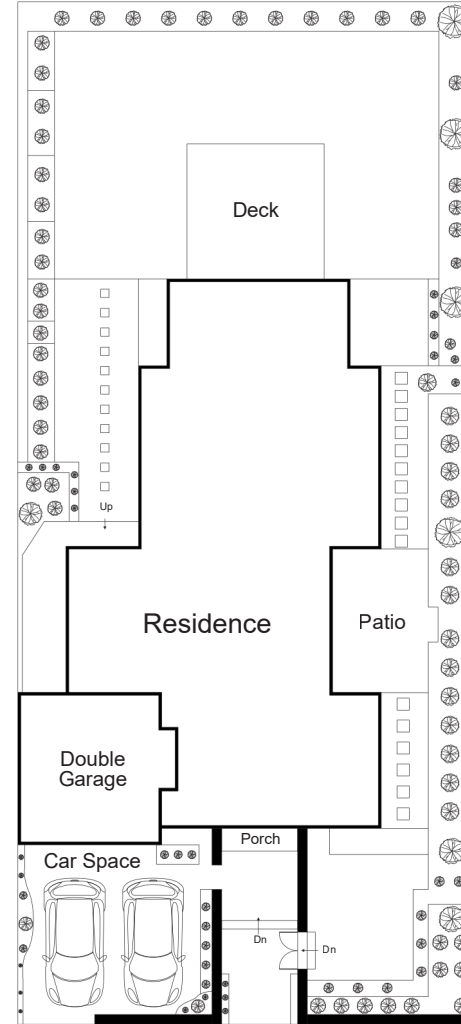 Deck
Up
Residence
Patio
Double
Garage
Porch
Car Space
Dn
Dn